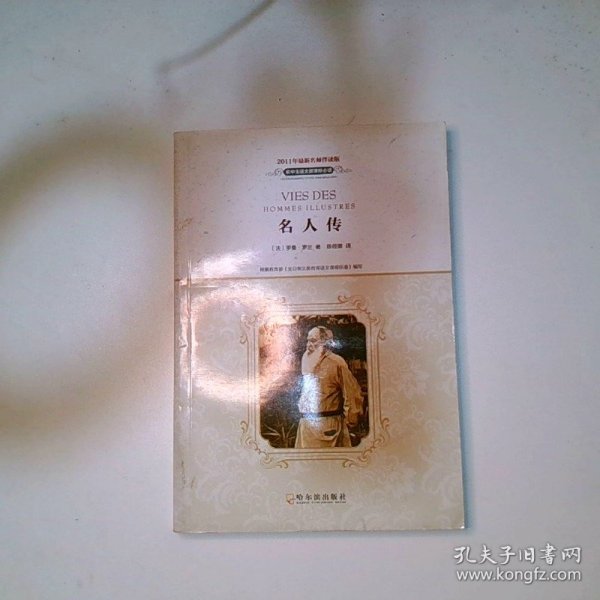 2011年最新名师伴读版
VIES DES
HOMMES ILLUSTRES
名人传
（法）罗曼·罗兰 著
哈尔滨出版社
孔夫子旧书网
www.kongfz.com